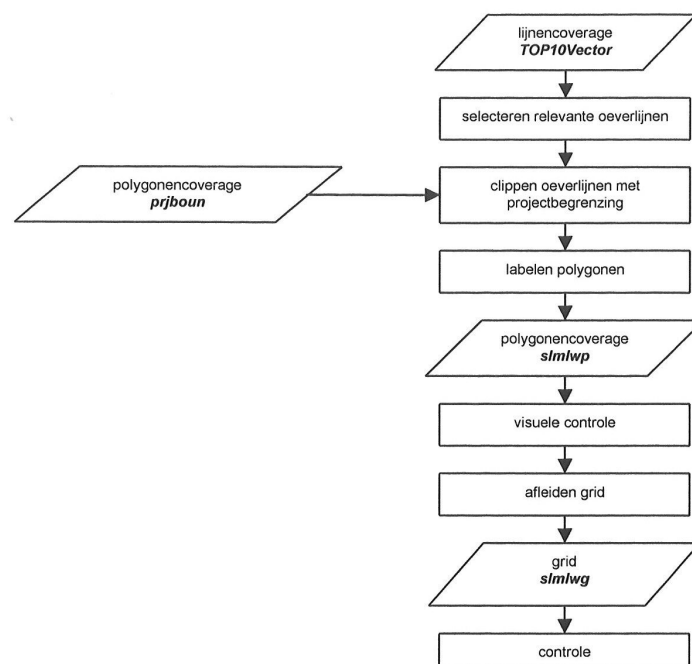 lijnencoverage
TOP10Vector
selecteren relevante oeverlijnen
polygonencoverage
prjboun
clippen oeverlijnen met
projectbegrenzing
labelen polygonen
polygonencoverage
slmlwp
visuele controle
afleiden grid
grid
slmlwg
controle